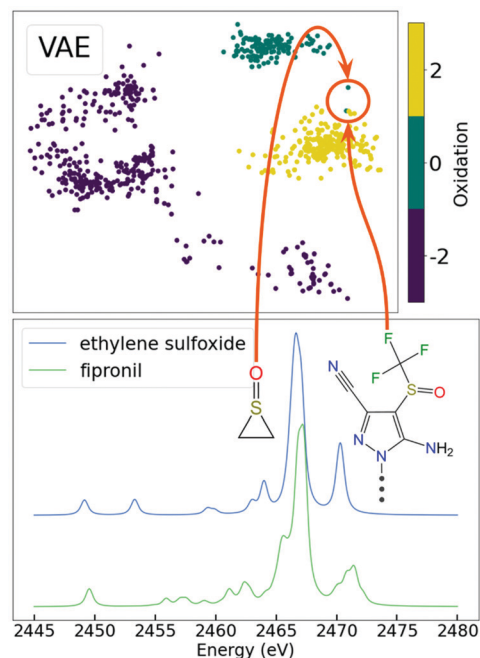 VAE
2
0
-2
Oxidation
ethylene sulfoxide
fipronil
O
S
F
F
F
N
S
O
N
N
NH2
2445 2450 2455 2460 2465 2470 2475 2480
Energy (eV)